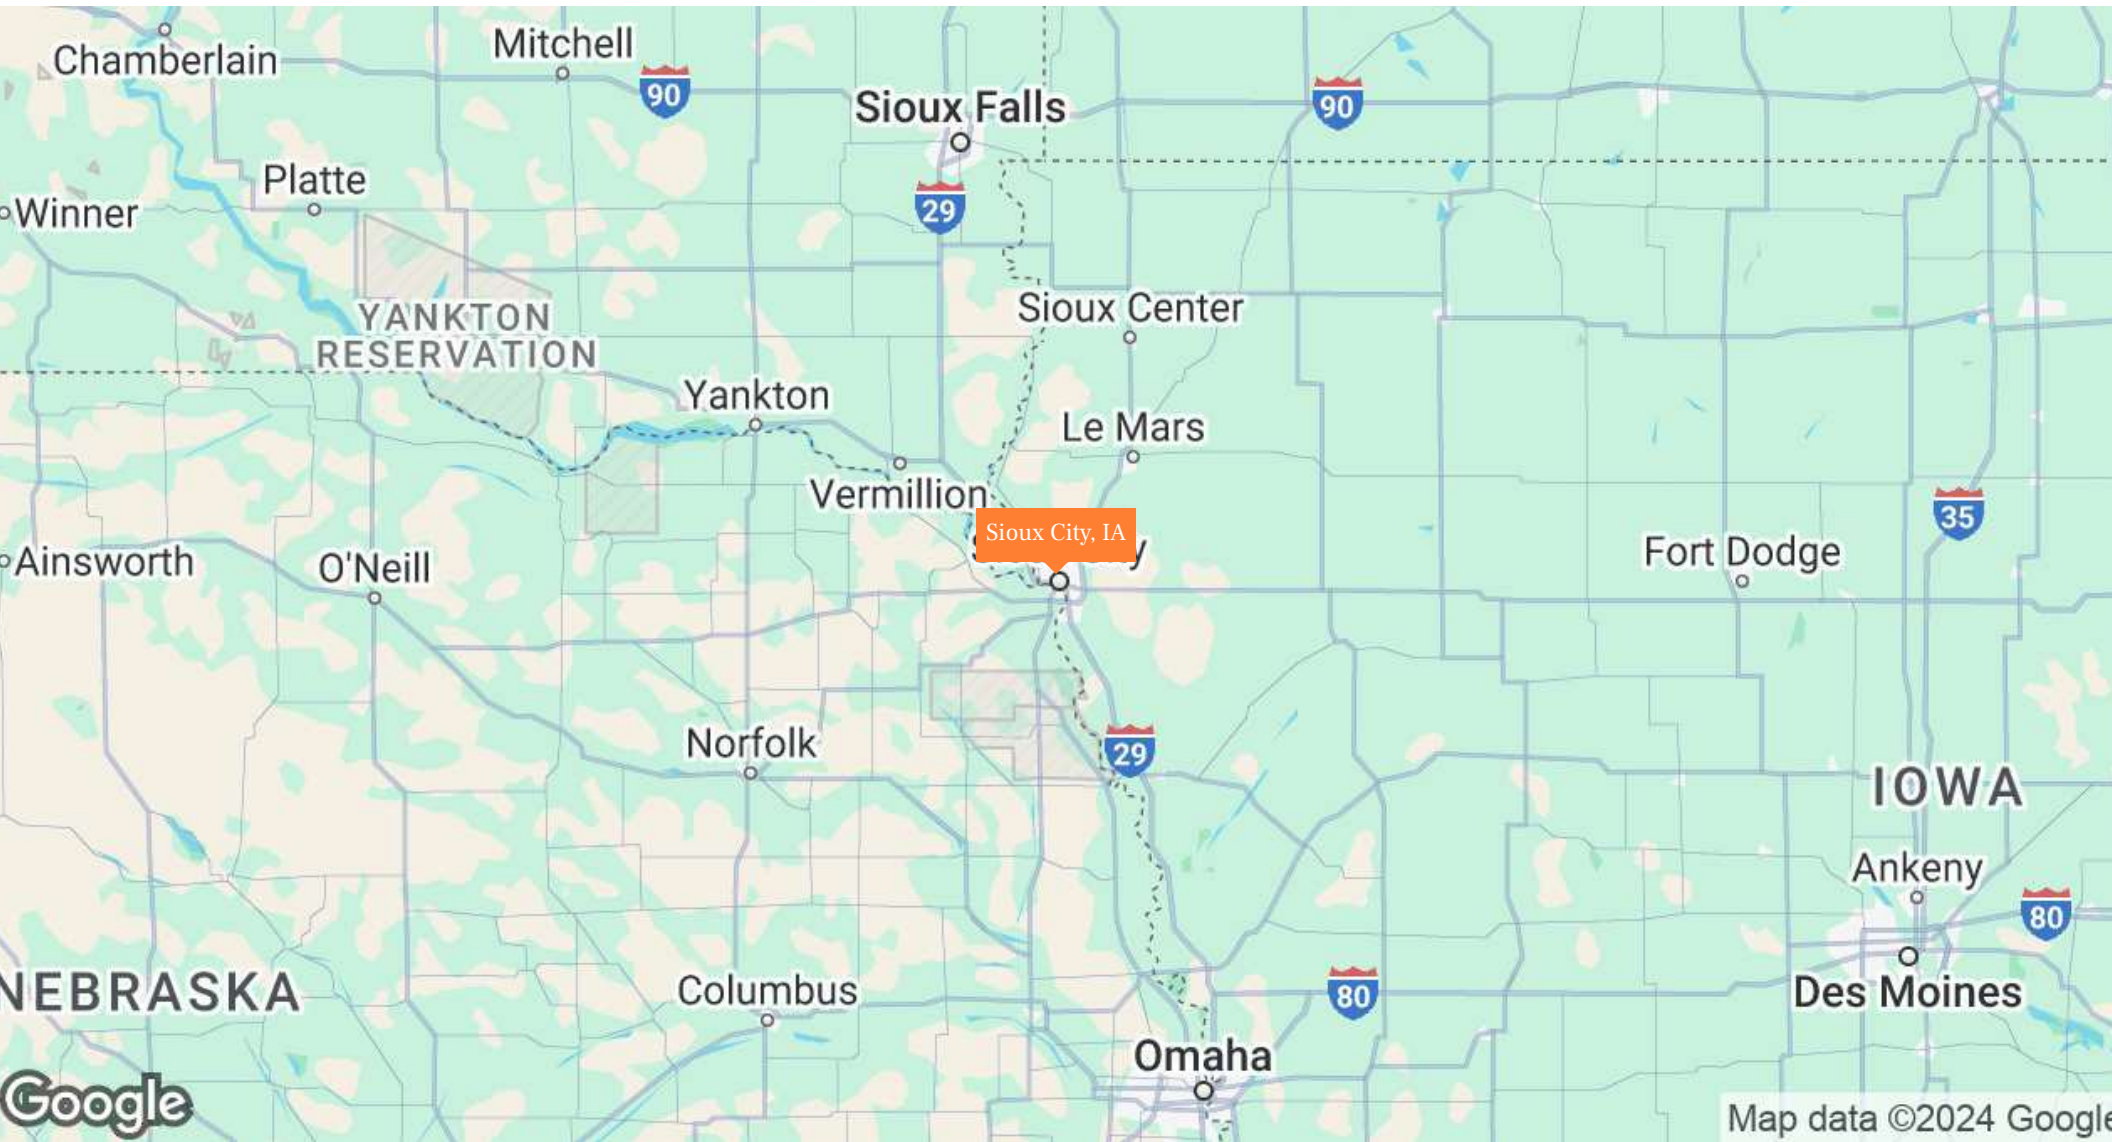 Chamberlain
Mitchell
90
Sioux Falls
90
Platte
Winner
29
YANKTON
RESERVATION
Sioux Center
Yankton
Le Mars
Vermillion
35
Sioux City, IA
Ainsworth
O'Neill
Fort Dodge
Norfolk
29
IOWA
Ankeny
80
NEBRASKA
Columbus
80
Des Moines
Omaha
Google
Map data ©2024 Google